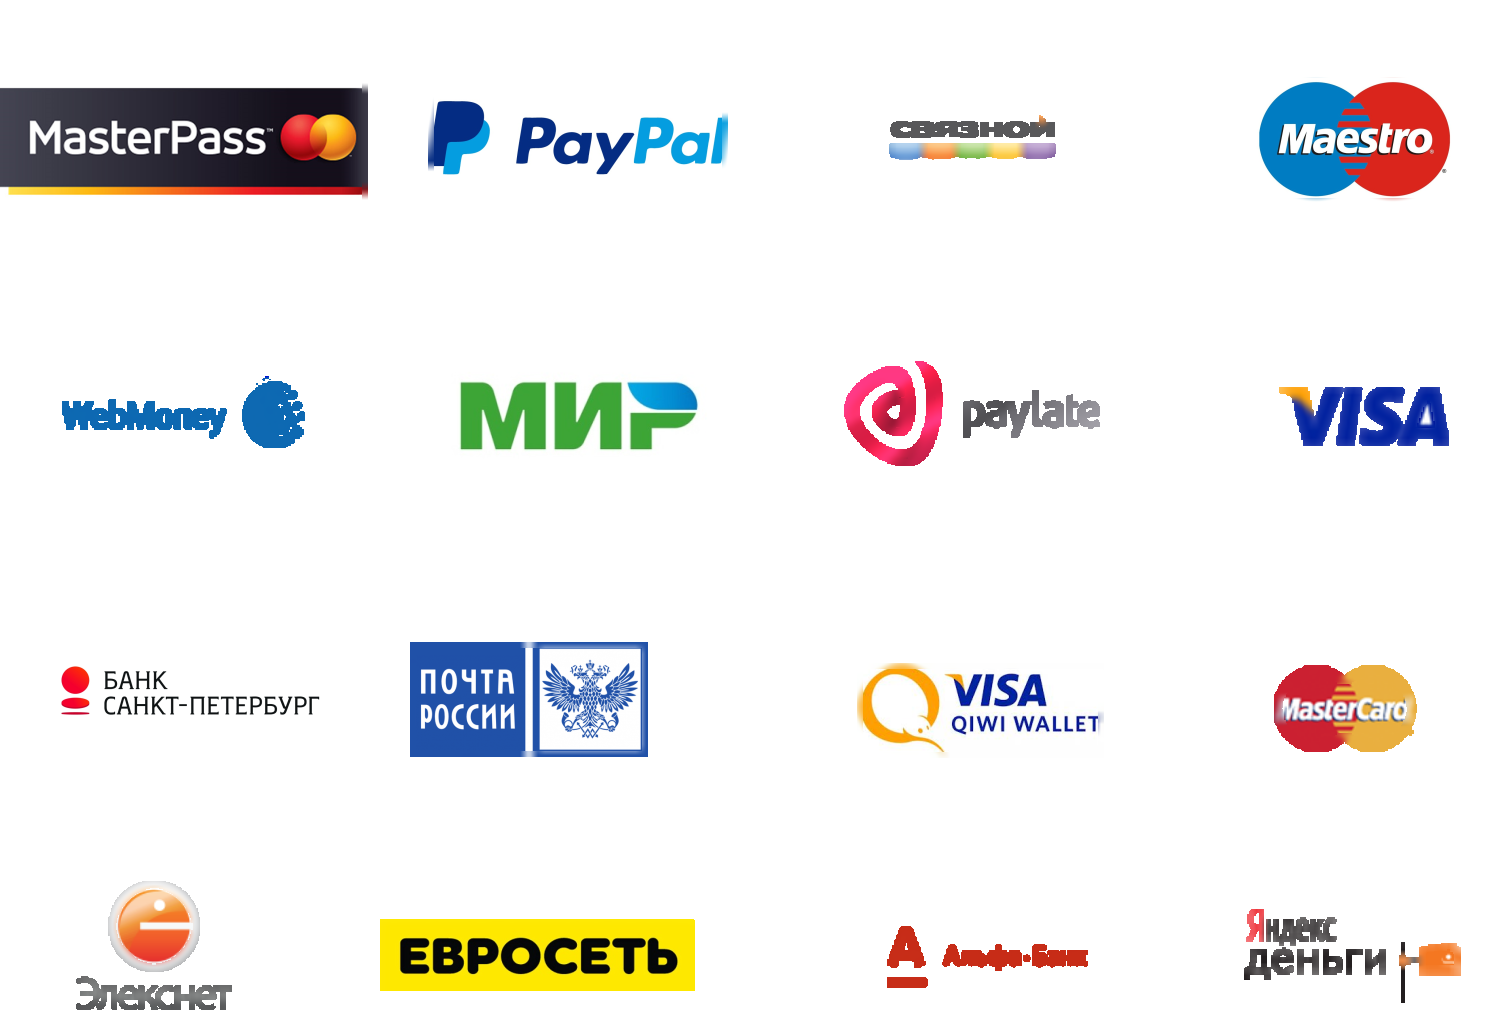 MasterPass™
PayPal
СВЯЗНОЙ
Maestro®
WebMoney
МИР
paylate
VISA
БАНК
САНКТ-ПЕТЕРБУРГ
ПОЧТА
РОССИИ
VISA
QIWI WALLET
MasterCard
Элекснет
ЕВРОСЕТЬ
А Альфа·Банк
Яндекс
деньги